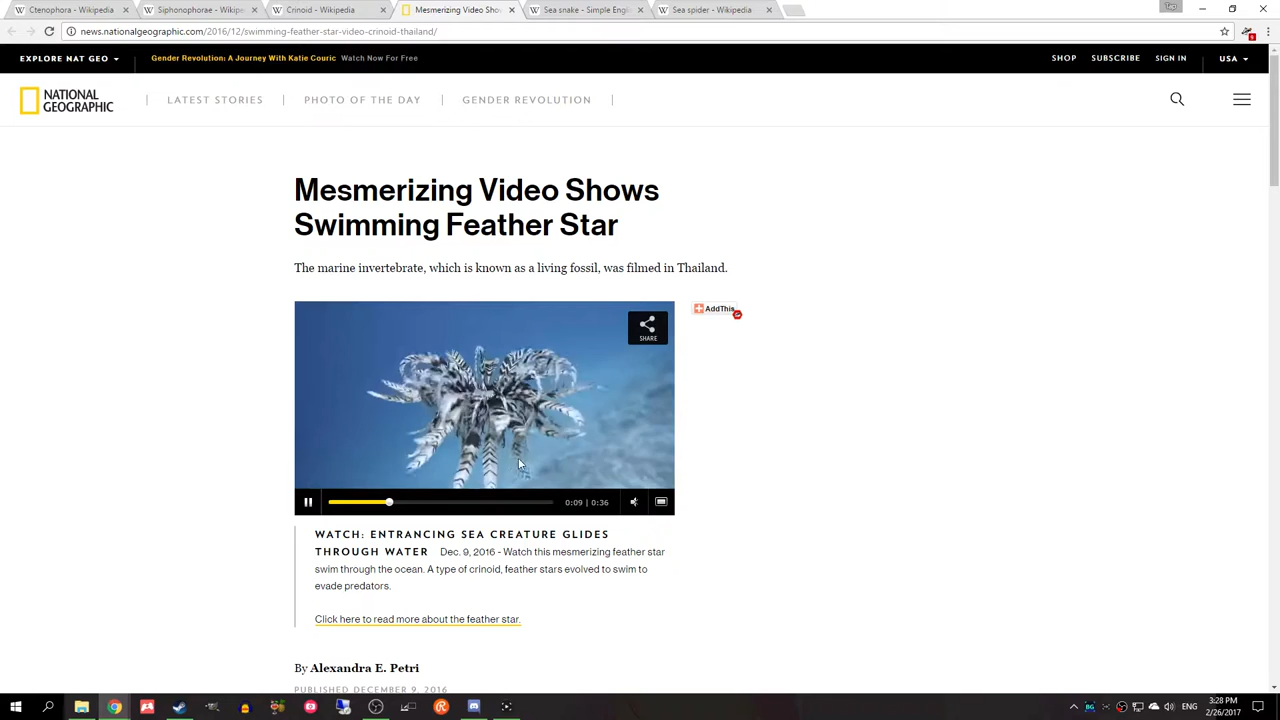 Ctenophora - Wikipedia
Siphonophorae - Wikip
Crinoid - Wikipedia
Mesmerizing Video Sho
Sea snake - Simple Engl
Sea spider - Wikipedia
news.nationalgeographic.com/2016/12/swimming-feather-star-video-crinoid-thailand/
EXPLORE NAT GEO
Gender Revolution: A Journey With Katie Couric Watch Now For Free
SHOP
SUBSCRIBE
SIGN IN
USA
NATIONAL
GEOGRAPHIC
LATEST STORIES
PHOTO OF THE DAY
GENDER REVOLUTION
Mesmerizing Video Shows
Swimming Feather Star
The marine invertebrate, which is known as a living fossil, was filmed in Thailand.
AddThis
SHARE
0:09 | 0:36
WATCH: ENTRANCING SEA CREATURE GLIDES
THROUGH WATER Dec. 9, 2016 - Watch this mesmerizing feather star
swim through the ocean. A type of crinoid, feather stars evolved to swim to
evade predators.
Click here to read more about the feather star.
By Alexandra E. Petri
PUBLISHED DECEMBER 9, 2016
ENG
3:28 PM
2/26/2017